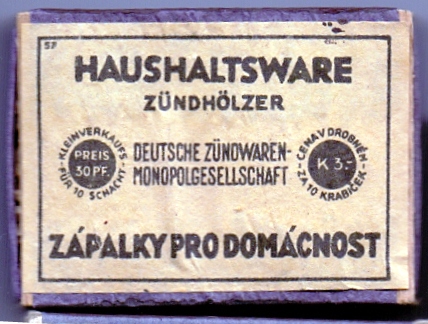 SF
HAUSHALTSWARE
ZÜNDHÖLZER
KLEINVERKAUFS-
PREIS
30 PF.
FÜR 10 SCHACHT.
DEUTSCHE ZÜNDWAREN-
MONOPOLGESELLSCHAFT
CENA V DROBNÉM
K 3.-
ZA 10 KRABIČEK
ZÁPALKY PRO DOMÁCNOST